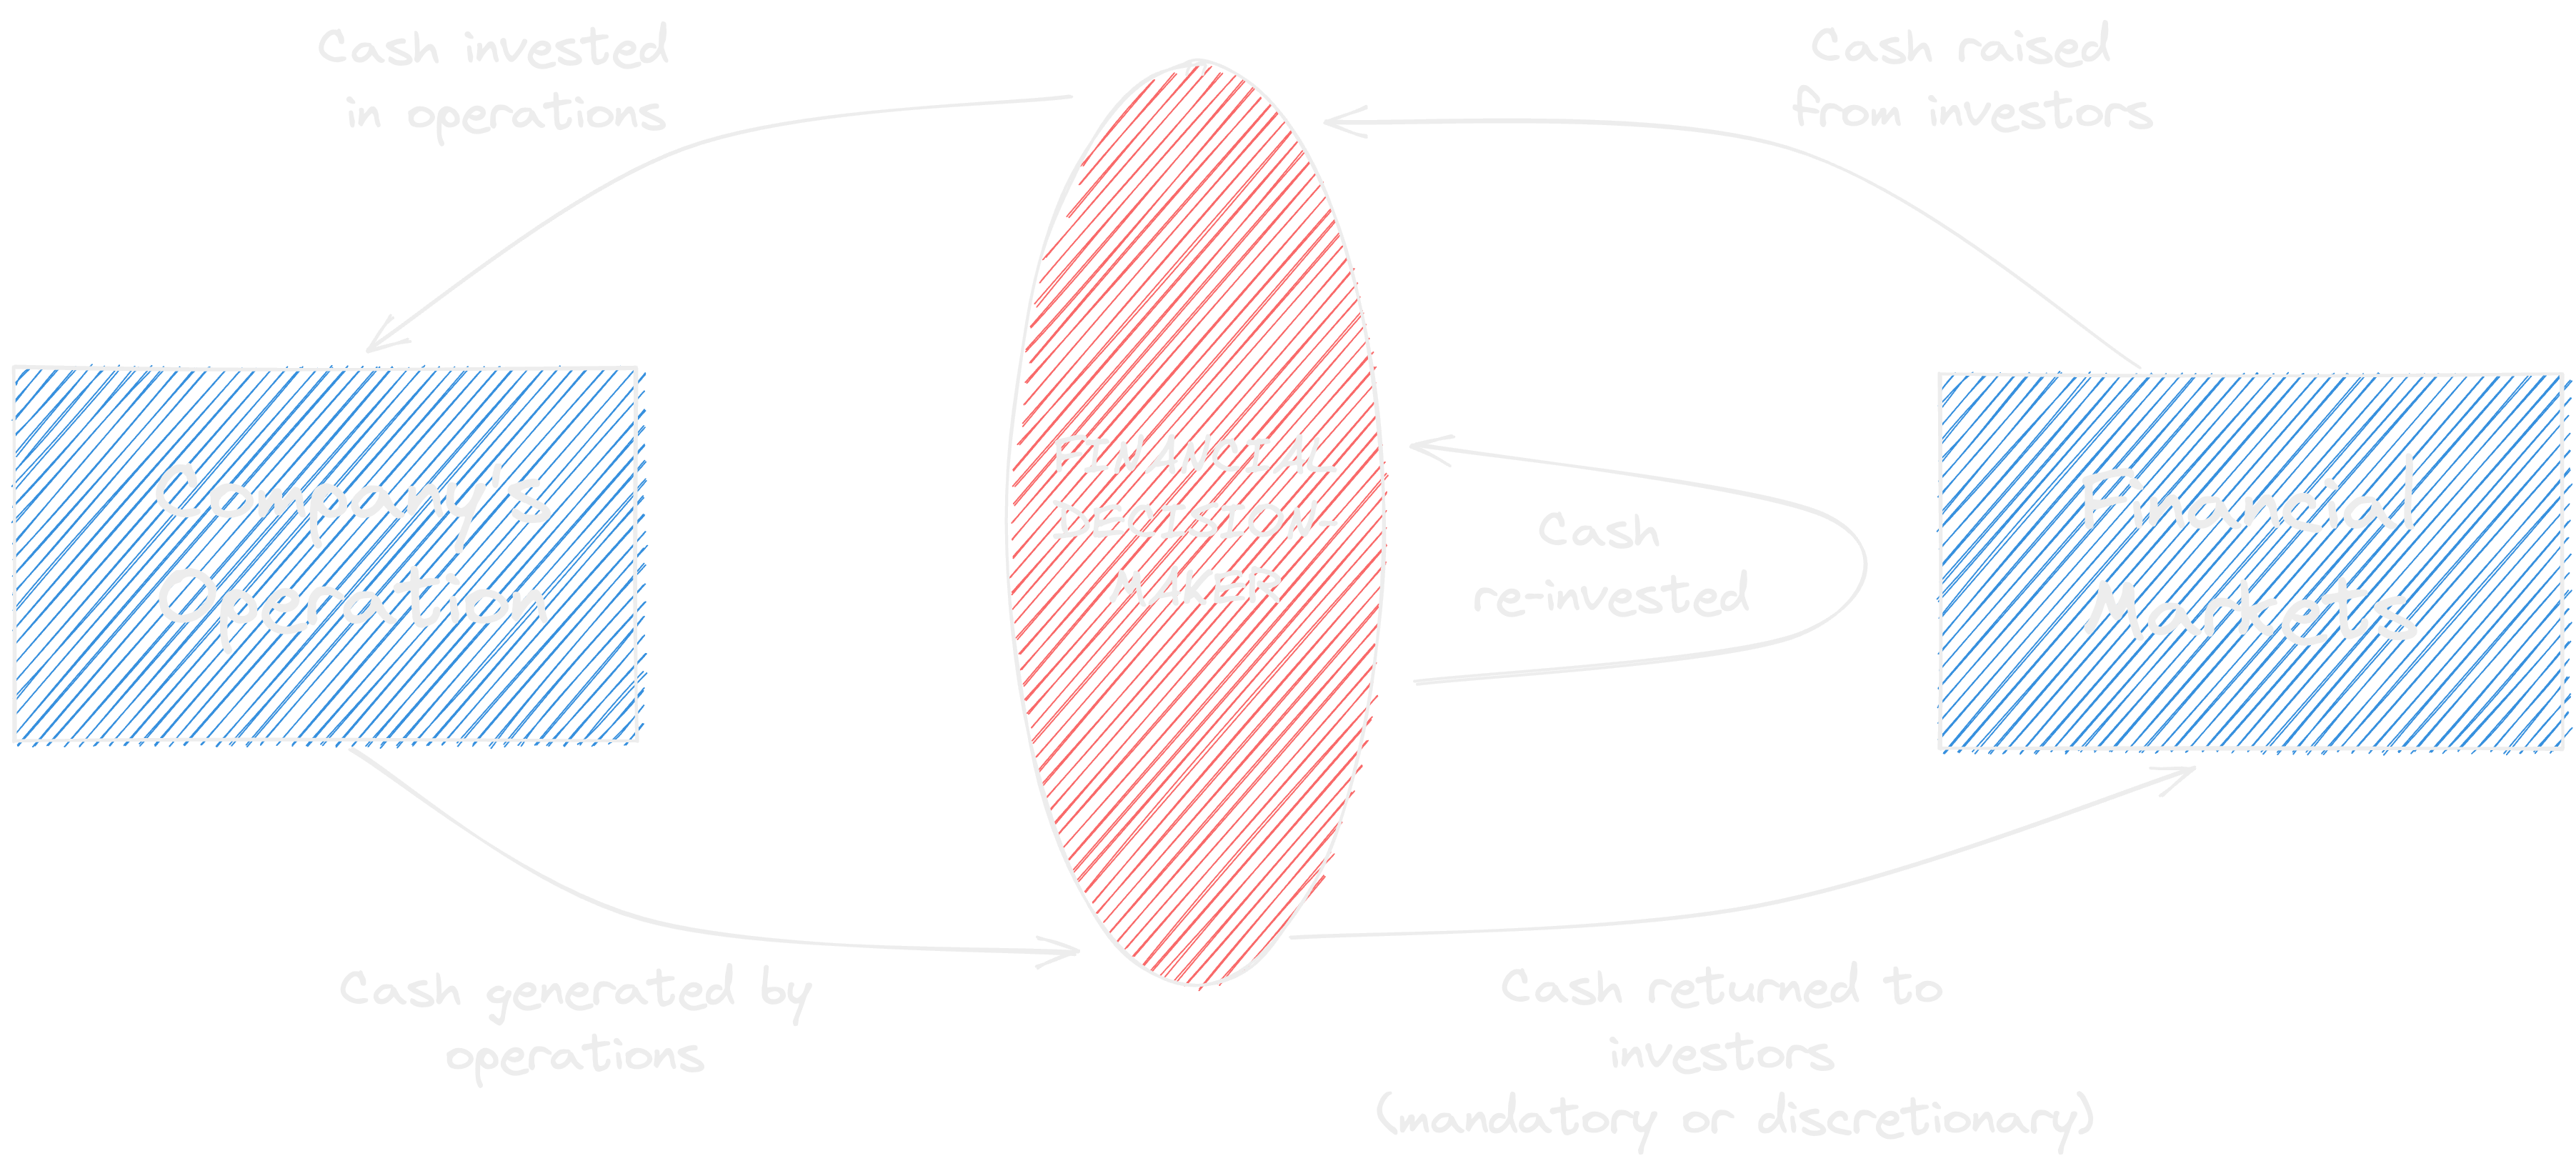 Cash invested
in operations
Cash raised
from investors
Company's
Operation
FINANCIAL
DECISION-
MAKER
Cash
re-invested
Financial
Markets
Cash generated by
operations
Cash returned to
investors
(mandatory or discretionary)